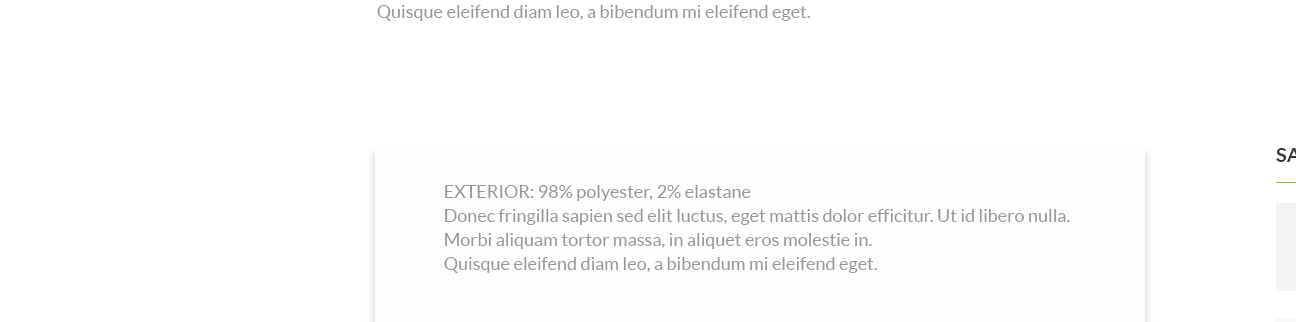 Quisque eleifend diam leo, a bibendum mi eleifend eget.
EXTERIOR: 98% polyester, 2% elastane
Donec fringilla sapien sed elit luctus, eget mattis dolor efficitur. Ut id libero nulla.
Morbi aliquam tortor massa, in aliquet eros molestie in.
Quisque eleifend diam leo, a bibendum mi eleifend eget.